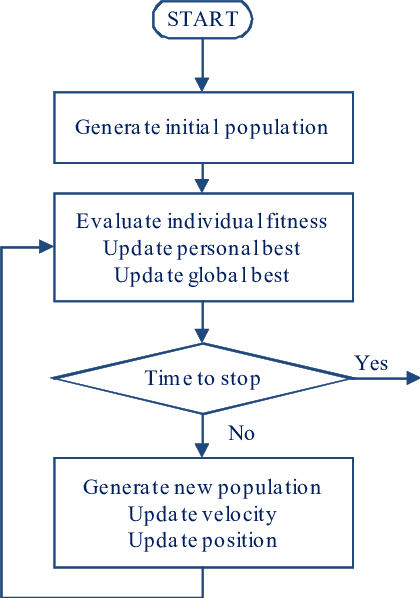 START
Generate initial population
Evaluate individual fitness
Update personal best
Update global best
Time to stop
Yes
No
Generate new population
Update velocity
Update position